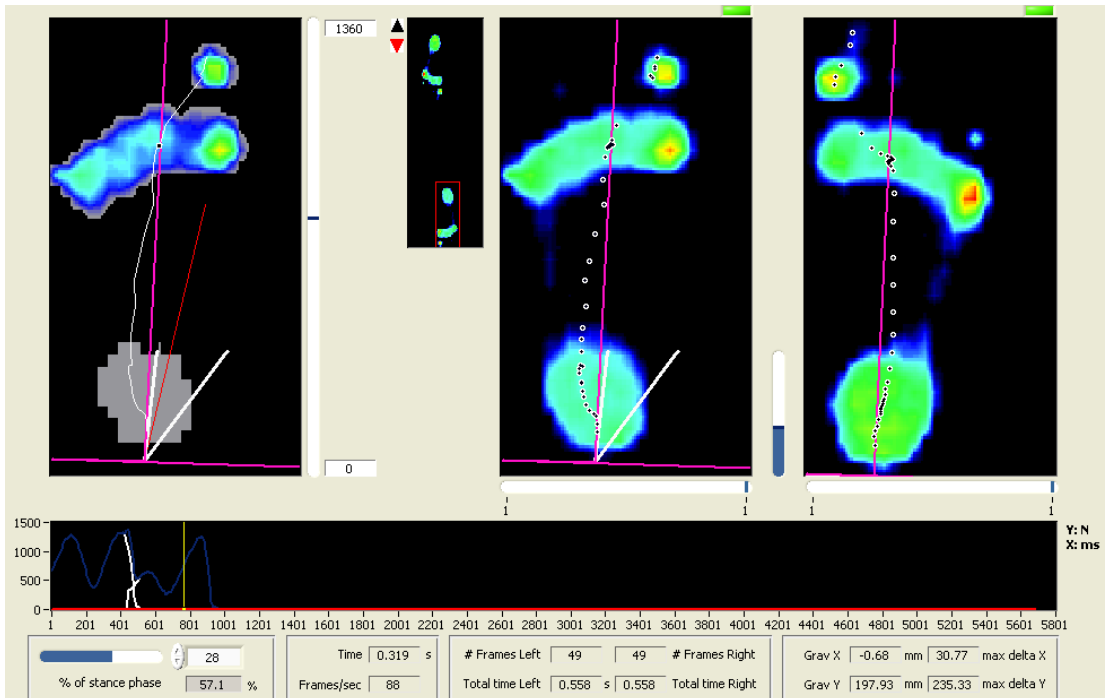 1360
0
1 1
1 1
1500
1000
500
0
Y: N
X: ms
1 201 401 601 801 1001 1201 1401 1601 1801 2001 2201 2401 2601 2801 3001 3201 3401 3601 3801 4001 4201 4401 4601 4801 5001 5201 5401 5601 5801
28
% of stance phase 57.1 %
Time 0.319 s
Frames/sec 88
# Frames Left 49 49 # Frames Right
Total time Left 0.558 s 0.558 Total time Right
Grav X -0.68 mm 30.77 max delta X
Grav Y 197.93 mm 235.33 max delta Y